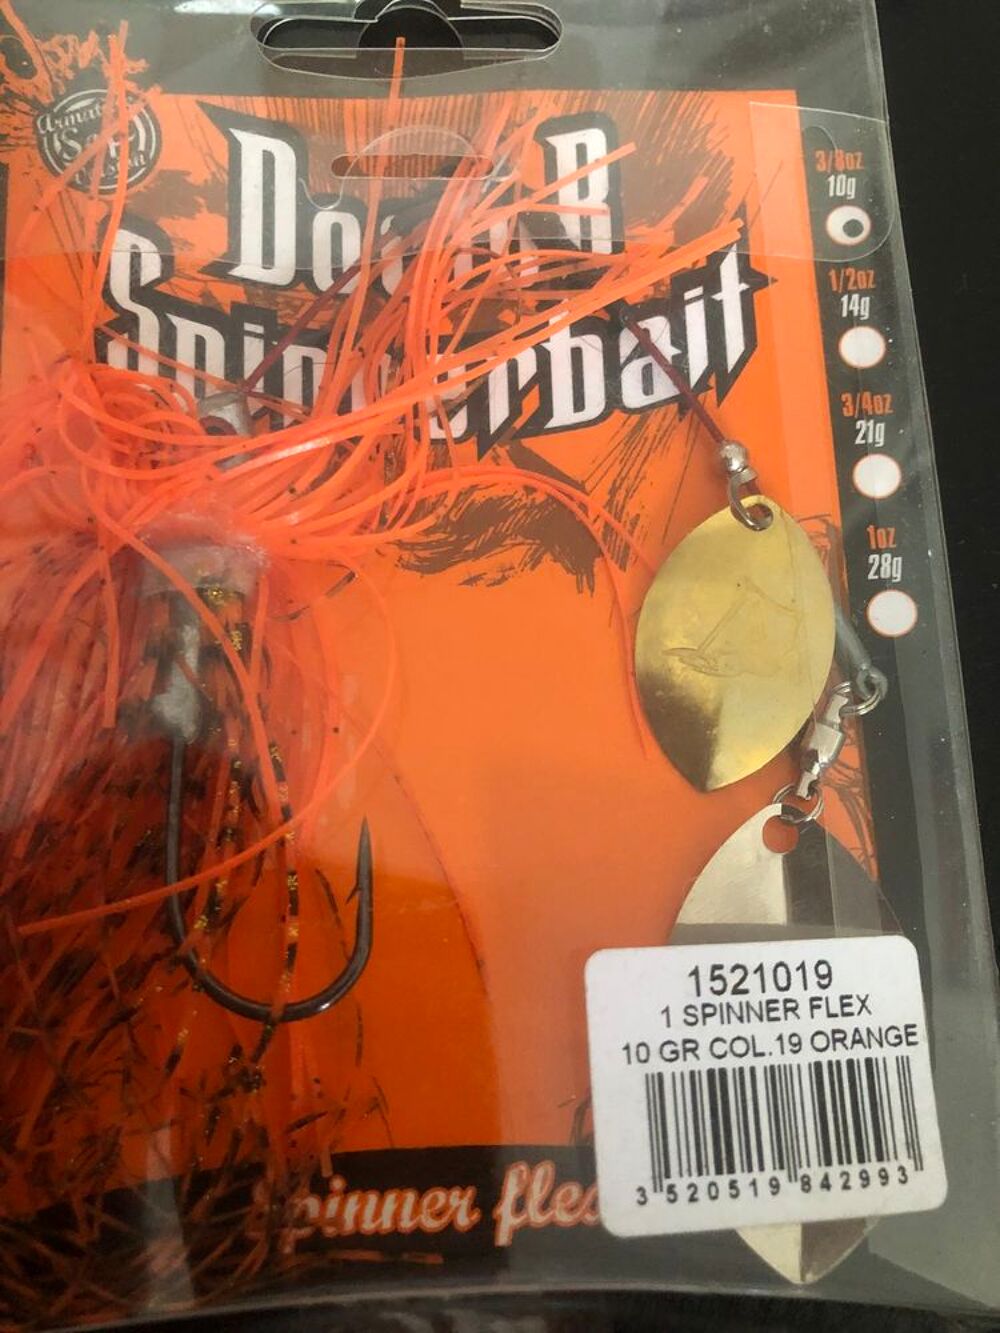 Spinnerbait
3/8oz
10g
1/2oz
14g
3/4oz
21g
1oz
28g
1521019
1 SPINNER FLEX
10 GR COL.19 ORANGE
3 520519 842993